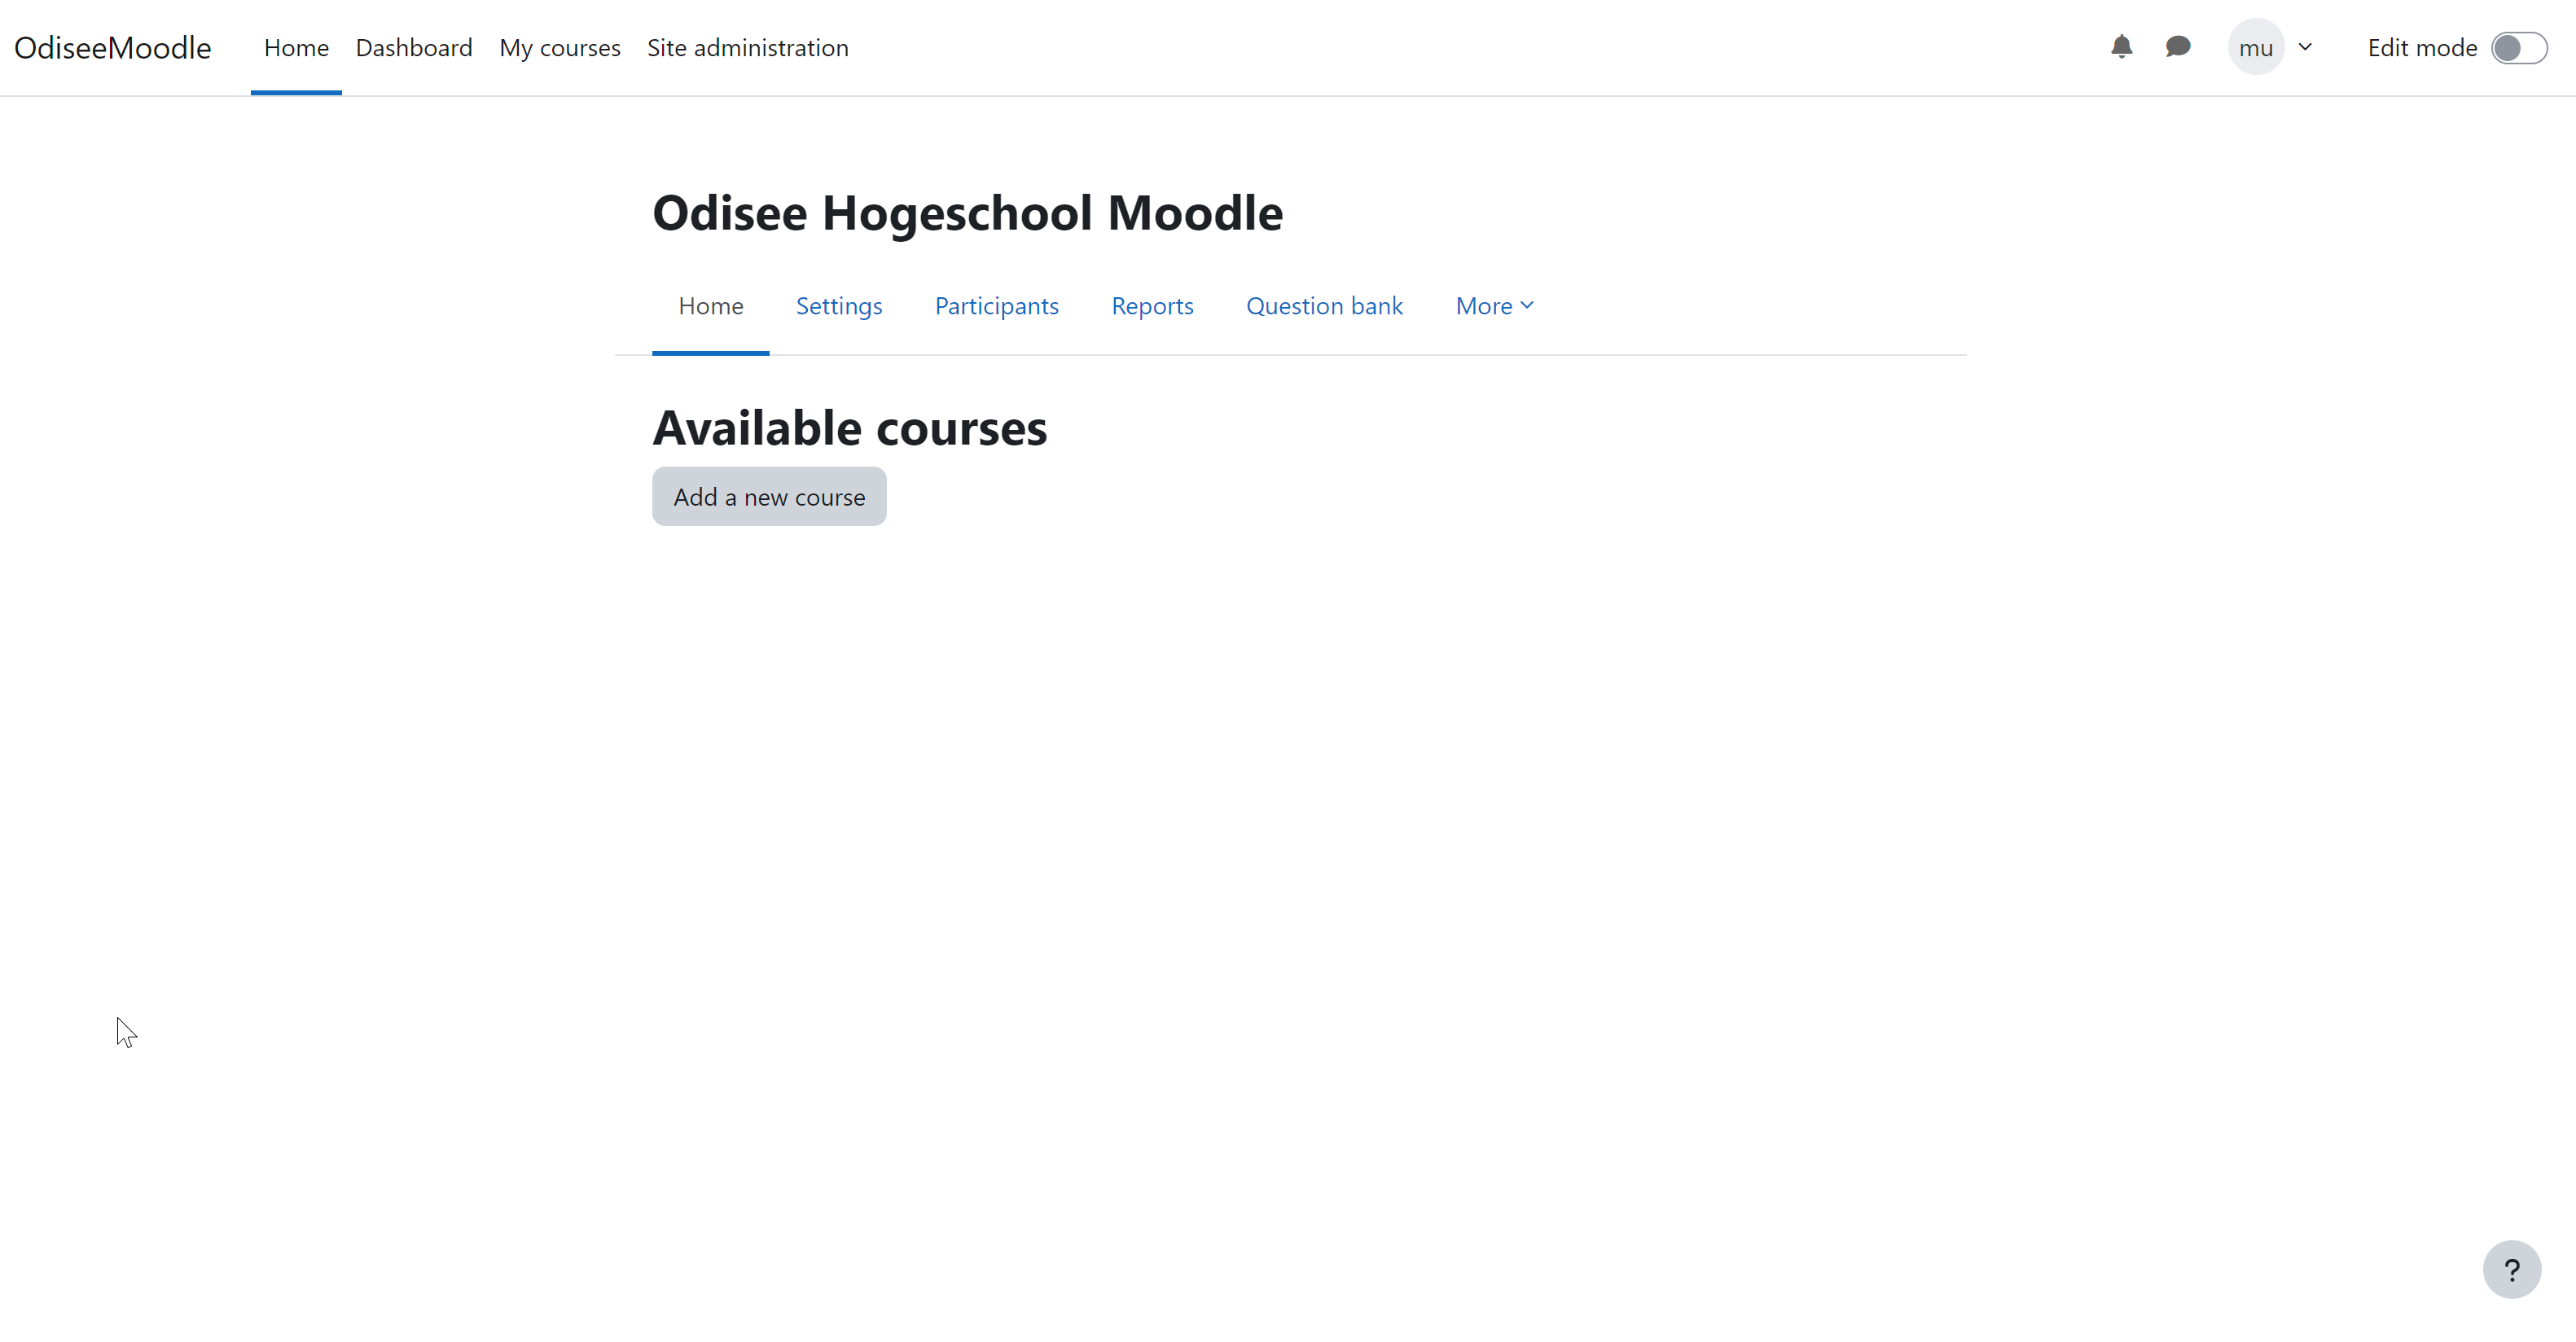 OdiseeMoodle Home Dashboard My courses Site administration mu Edit mode
Odisee Hogeschool Moodle
Home Settings Participants Reports Question bank More
Available courses
Add a new course
?